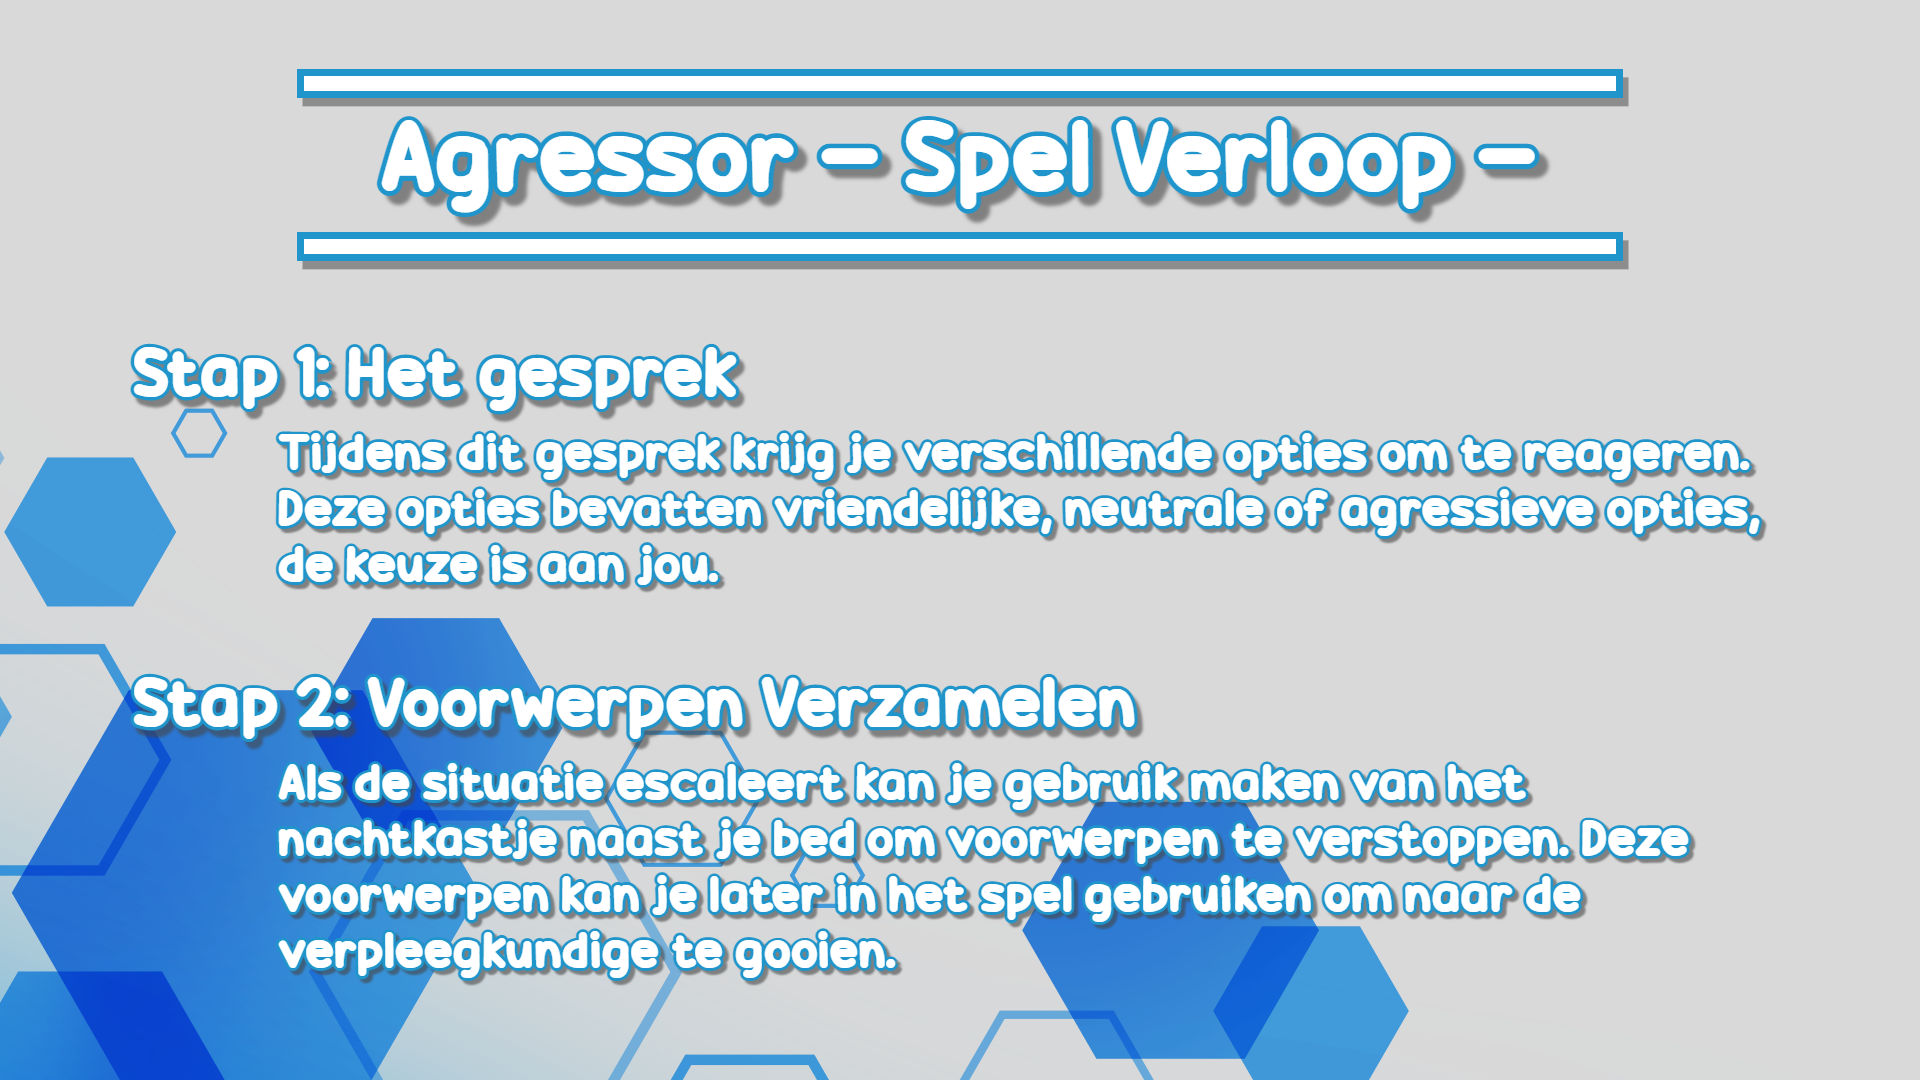 Agressor – Spel Verloop –
Stap 1: Het gesprek
Tijdens dit gesprek krijg je verschillende opties om te reageren.
Deze opties bevatten vriendelijke, neutrale of agressieve opties,
de keuze is aan jou.
Stap 2: Voorwerpen Verzamelen
Als de situatie escaleert kan je gebruik maken van het
nachtkastje naast je bed om voorwerpen te verstoppen. Deze
voorwerpen kan je later in het spel gebruiken om naar de
verpleegkundige te gooien.